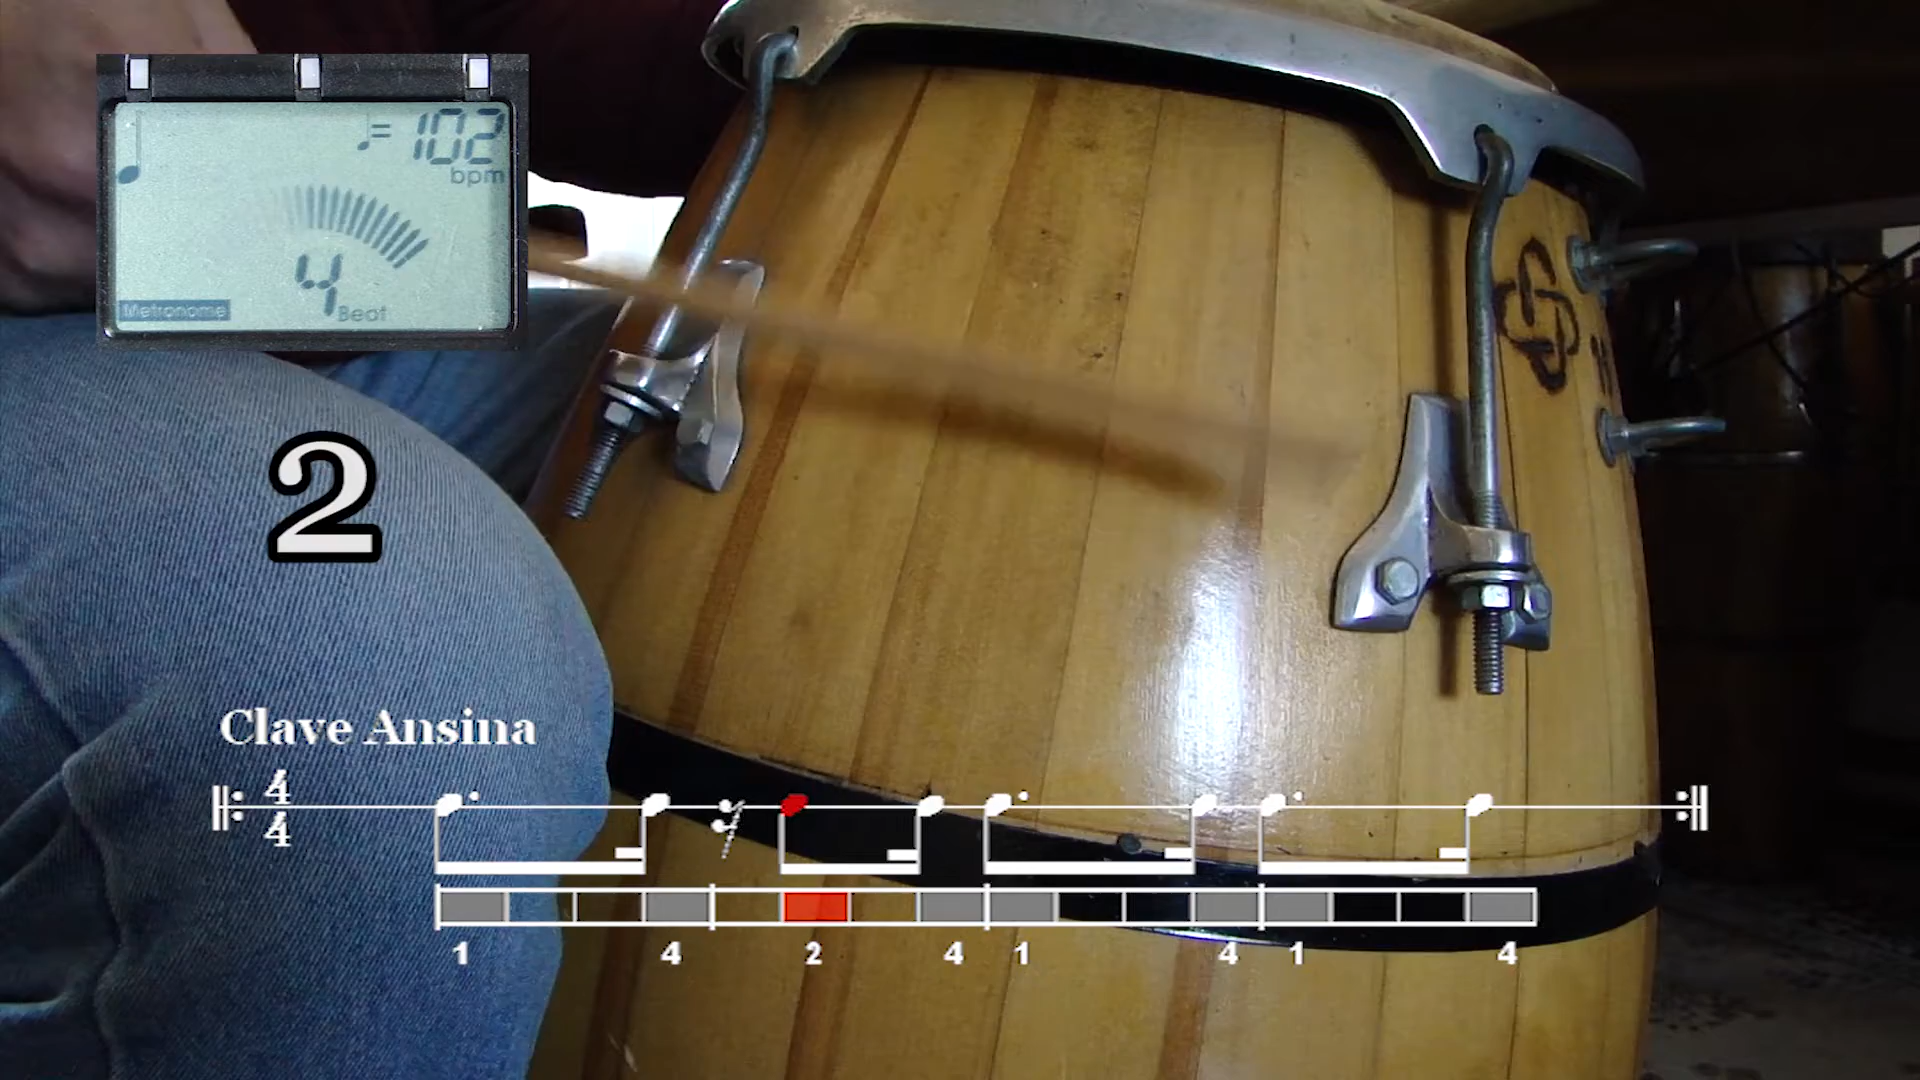 = 102
bpm
4 Beat
Metronome
2
Clave Ansina
4
4
1 4 2 4 1 4 1 4